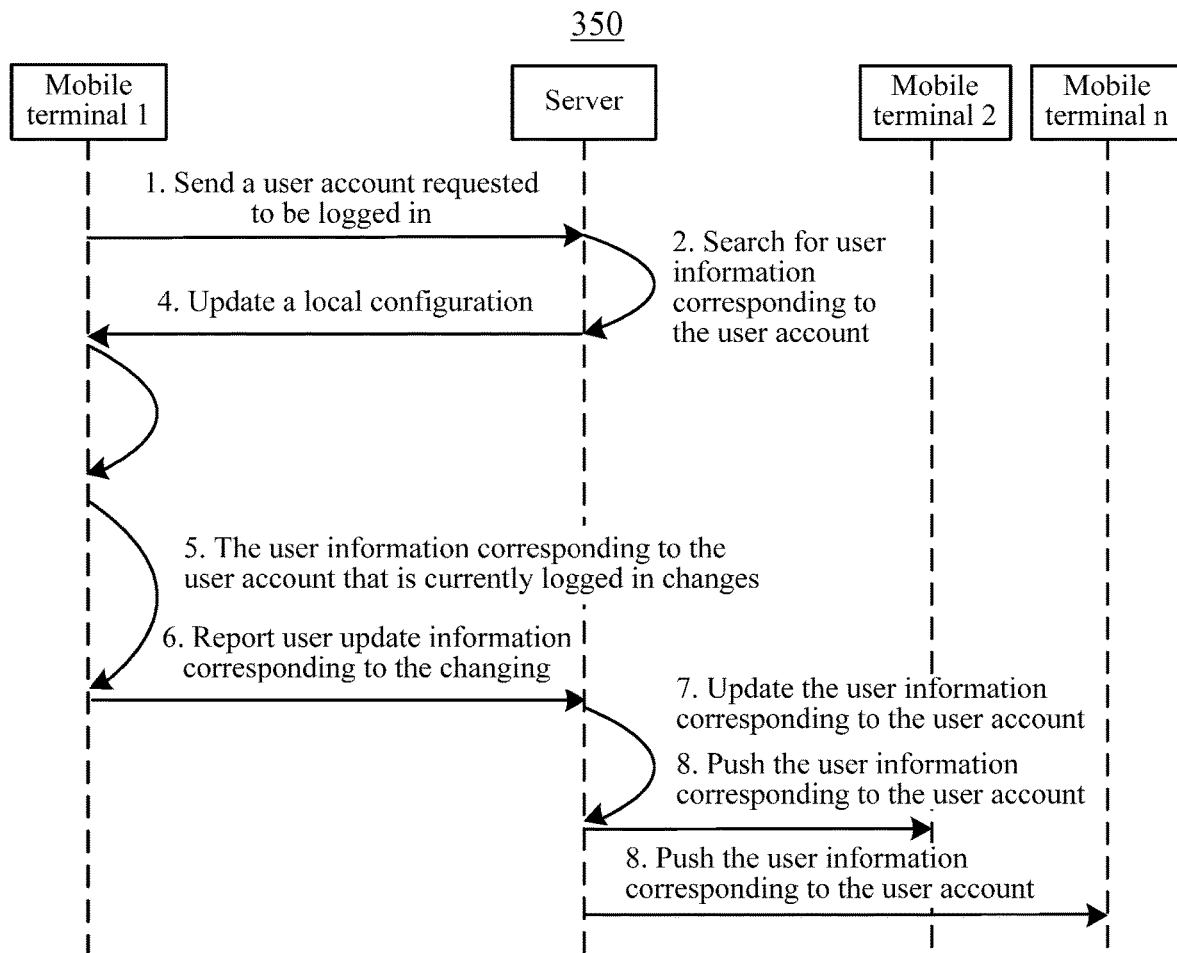 350
Mobile
terminal 1
Server
Mobile
terminal 2
Mobile
terminal n
1. Send a user account requested
to be logged in
2. Search for user
information
corresponding to
the user account
4. Update a local configuration
5. The user information corresponding to the
user account that is currently logged in changes
6. Report user update information
corresponding to the changing
7. Update the user information
corresponding to the user account
8. Push the user information
corresponding to the user account
8. Push the user information
corresponding to the user account